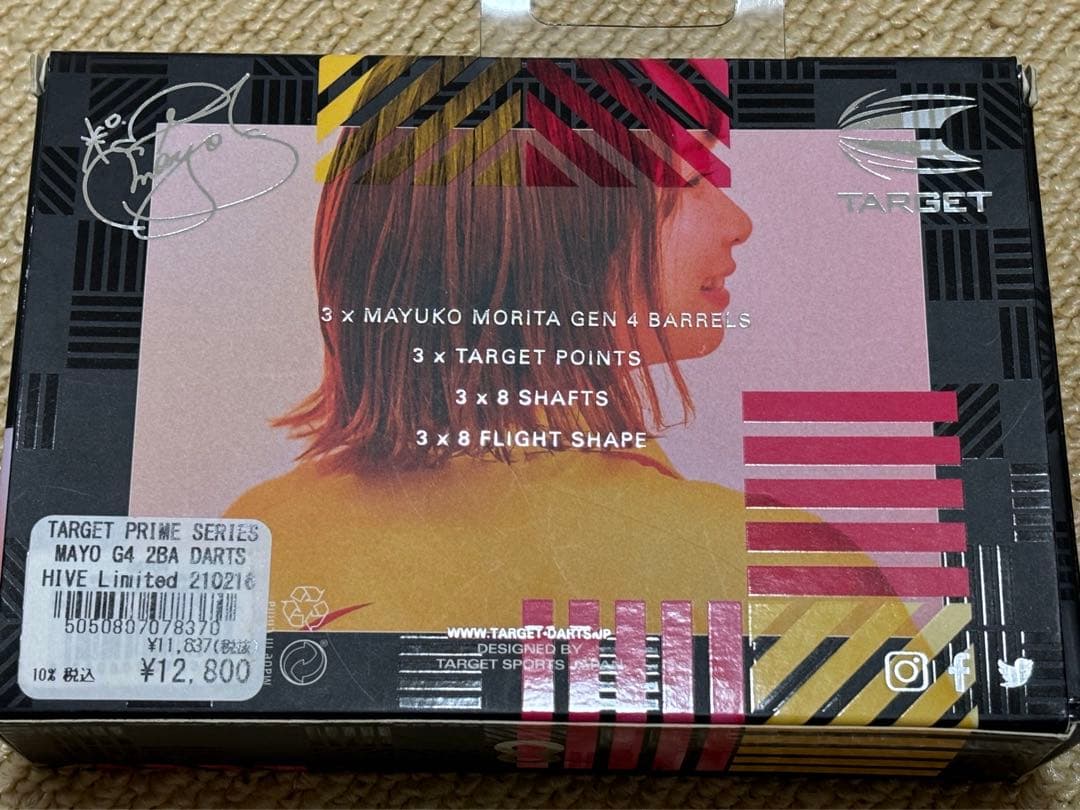 Mayo
TARGET
3 x MAYUKO MORITA GEN 4 BARRELS
3 x TARGET POINTS
3 x 8 SHAFTS
3 x 8 FLIGHT SHAPE
TARGET PRIME SERIES
MAYO G4 2BA DARTS
HIVE Limited 210216
5050807078370
¥11,637(税抜)
10% 税込 ¥12,800
WWW.TARGET-DARTS.JP
DESIGNED BY
TARGET SPORTS JAPAN